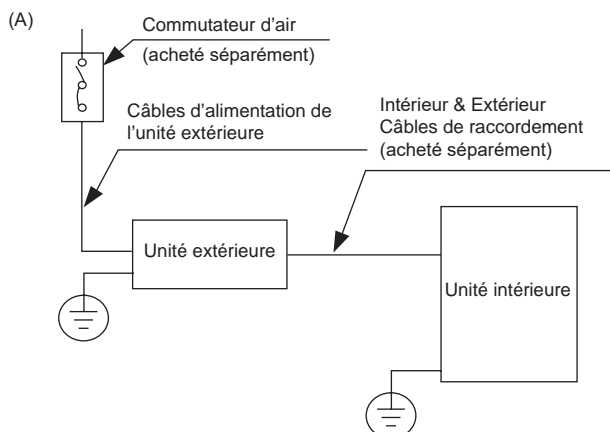 (A)
Commutateur d'air
(acheté séparément)
Câbles d'alimentation de
l'unité extérieure
Intérieur & Extérieur
Câbles de raccordement
(acheté séparément)
Unité extérieure
Unité intérieure